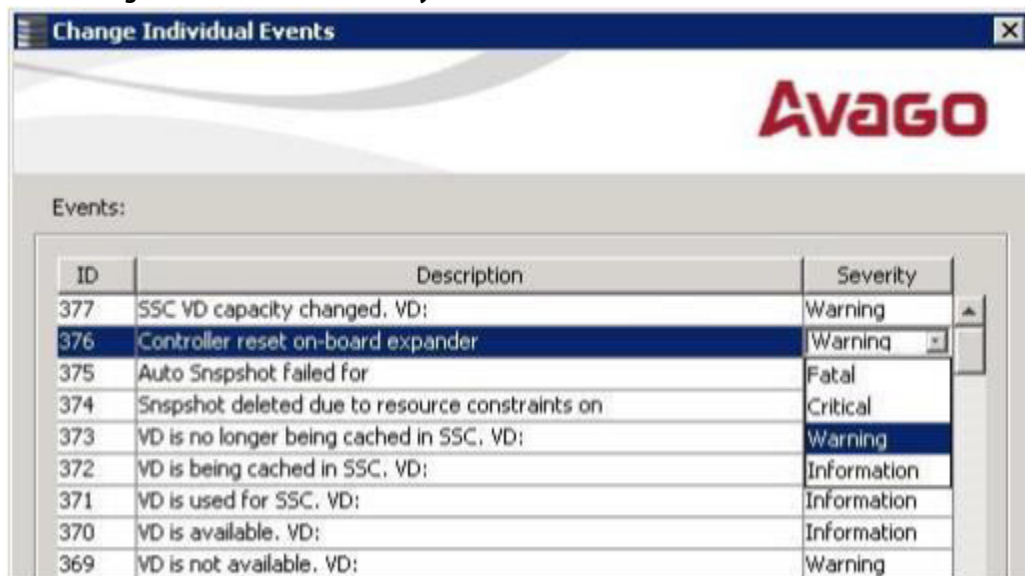 Change Individual Events
Avago
Events:
ID Description Severity
377 SSC VD capacity changed. VD: Warning
376 Controller reset on-board expander Warning
375 Auto Snspshot failed for Fatal
374 Snspshot deleted due to resource constraints on Critical
373 VD is no longer being cached in SSC. VD: Warning
372 VD is being cached in SSC. VD: Information
371 VD is used for SSC. VD: Information
370 VD is available. VD: Information
369 VD is not available. VD: Warning